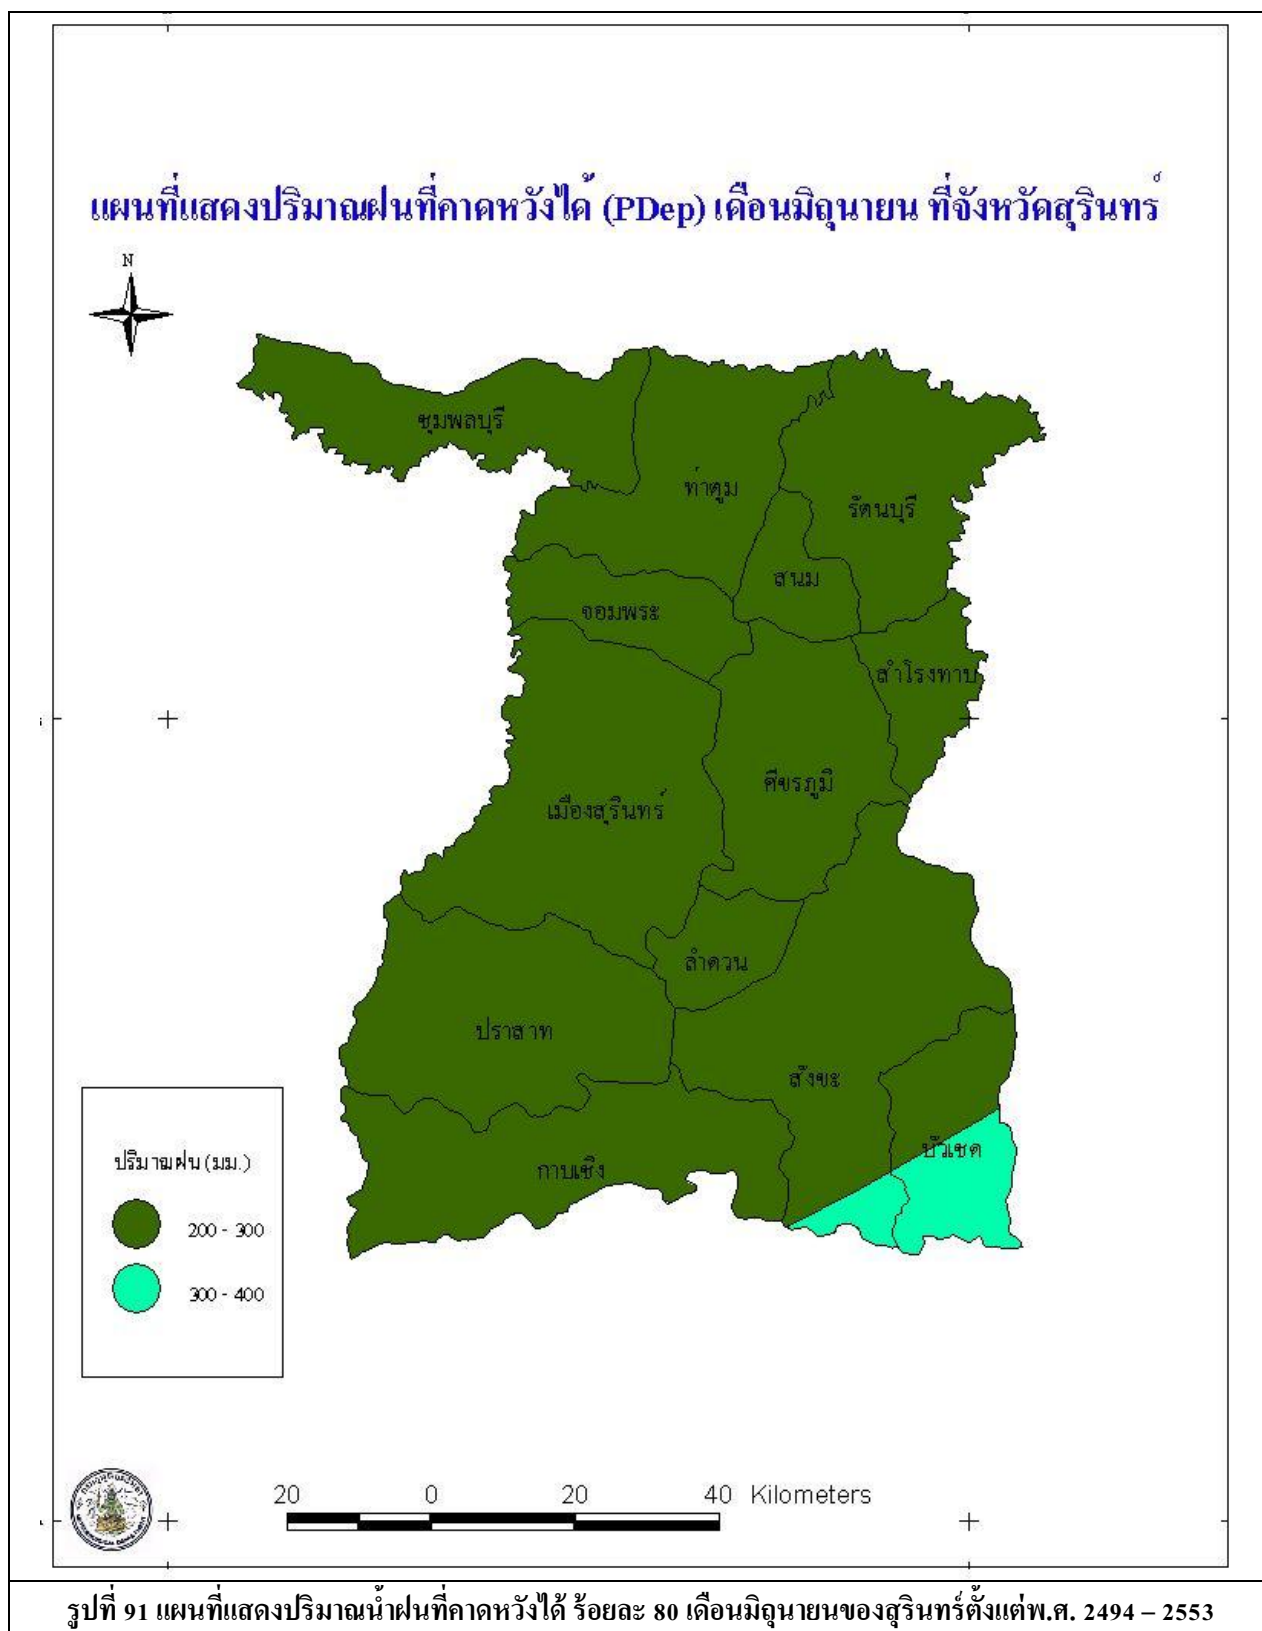 แผนที่แสดงปริมาณฝนที่คาดหวังได้ (PDep) เดือนมิถุนายน ที่จังหวัดสุรินทร์
N
ชุมพลบุรี
ท่าตูม
รัตนบุรี
สนม
จอมพระ
สำโรงทาบ
ศีขรภูมิ
เมืองสุรินทร์
ลำดวน
ปราสาท
สังขะ
บัวเชด
กาบเชิง
ปริมาณฝน (มม.)
200 - 300
300 - 400
20 0 20 40 Kilometers
รูปที่ 91 แผนที่แสดงปริมาณน้ำฝนที่คาดหวังได้ ร้อยละ 80 เดือนมิถุนายนของสุรินทร์ตั้งแต่พ.ศ. 2494 – 2553